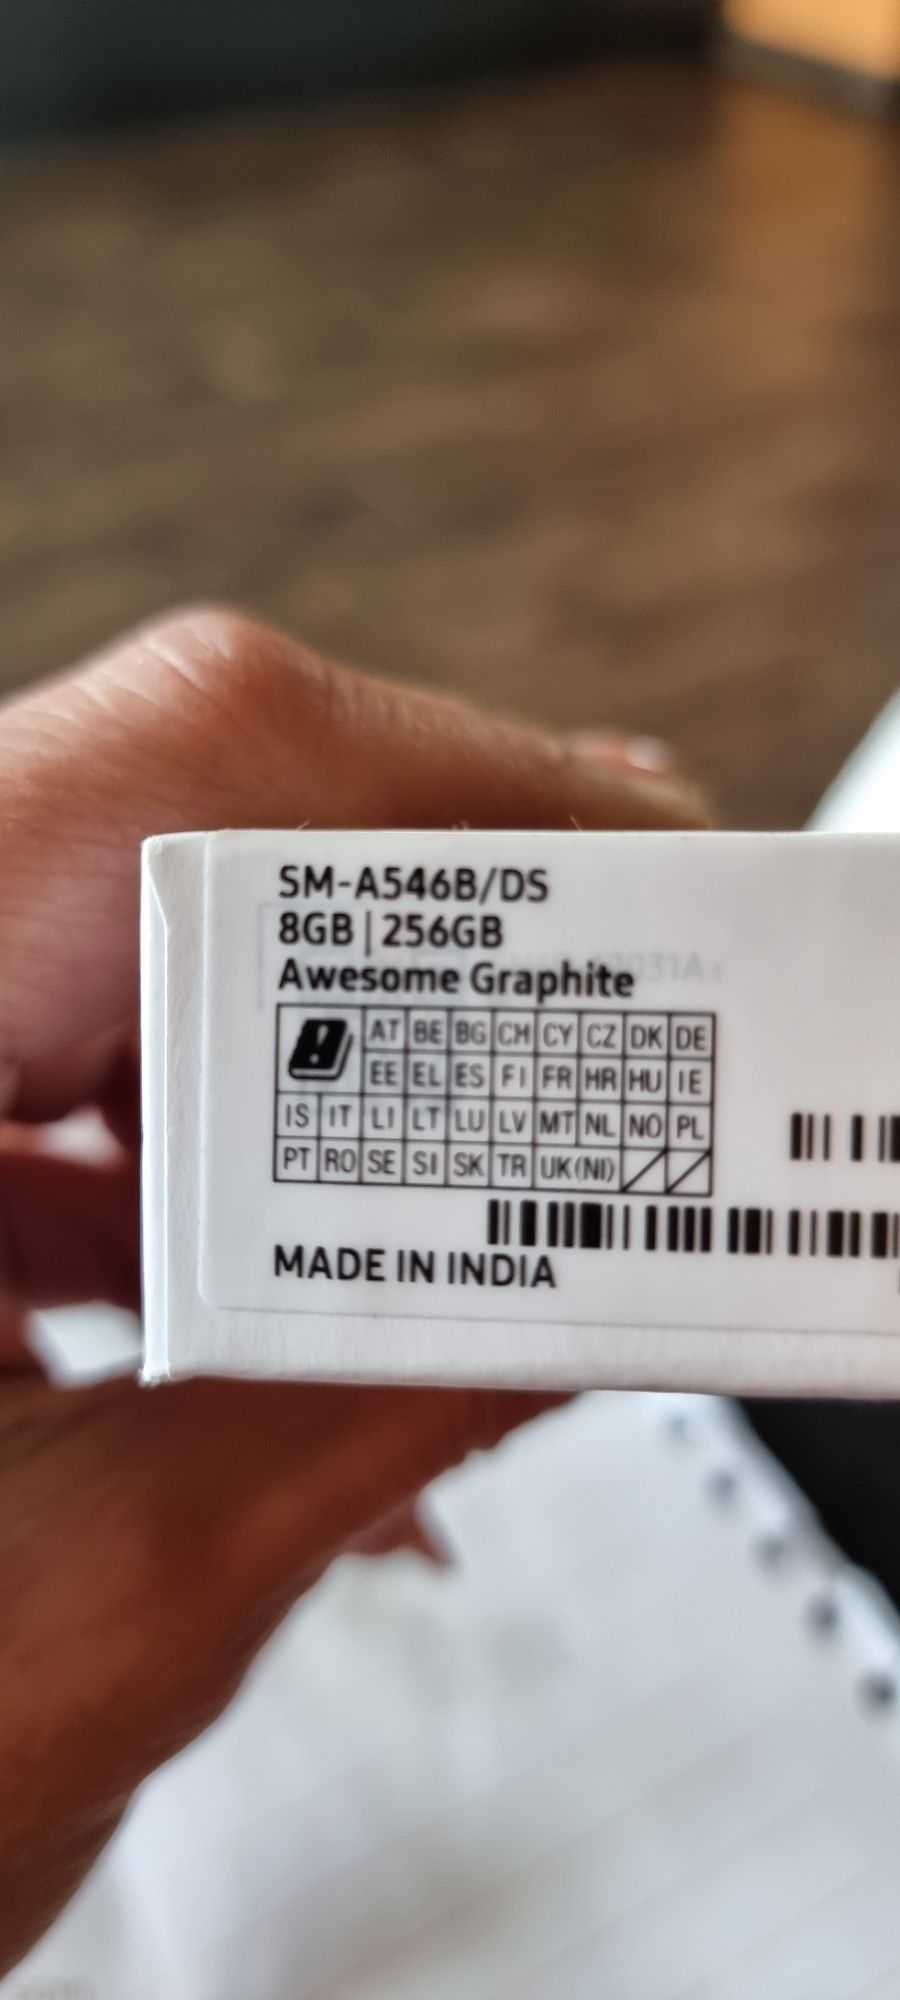 SM-A546B/DS
8GB | 256GB
Awesome Graphite
AT BE BG CH CY CZ DK DE
EE EL ES FI FR HR HU IE
IS IT LI LT LU LV MT NL NO PL
PT RO SE SI SK TR UK(NI)
MADE IN INDIA